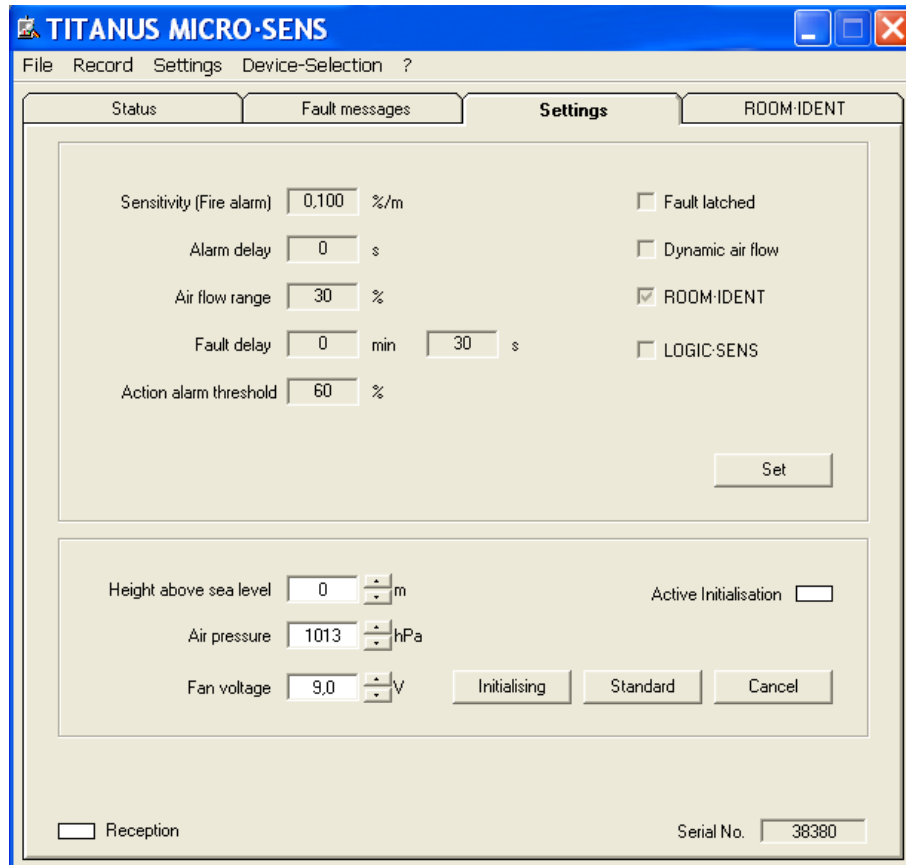 TITANUS MICRO·SENS
File Record Settings Device-Selection ?
Status Fault messages Settings ROOM·IDENT
Sensitivity (Fire alarm) 0,100 %/m Fault latched
Alarm delay 0 s Dynamic air flow
Air flow range 30 % ROOM·IDENT
Fault delay 0 min 30 s LOGIC·SENS
Action alarm threshold 60 %
Set
Height above sea level 0 m Active Initialisation
Air pressure 1013 hPa
Fan voltage 9,0 V Initialising Standard Cancel
Reception Serial No. 38380